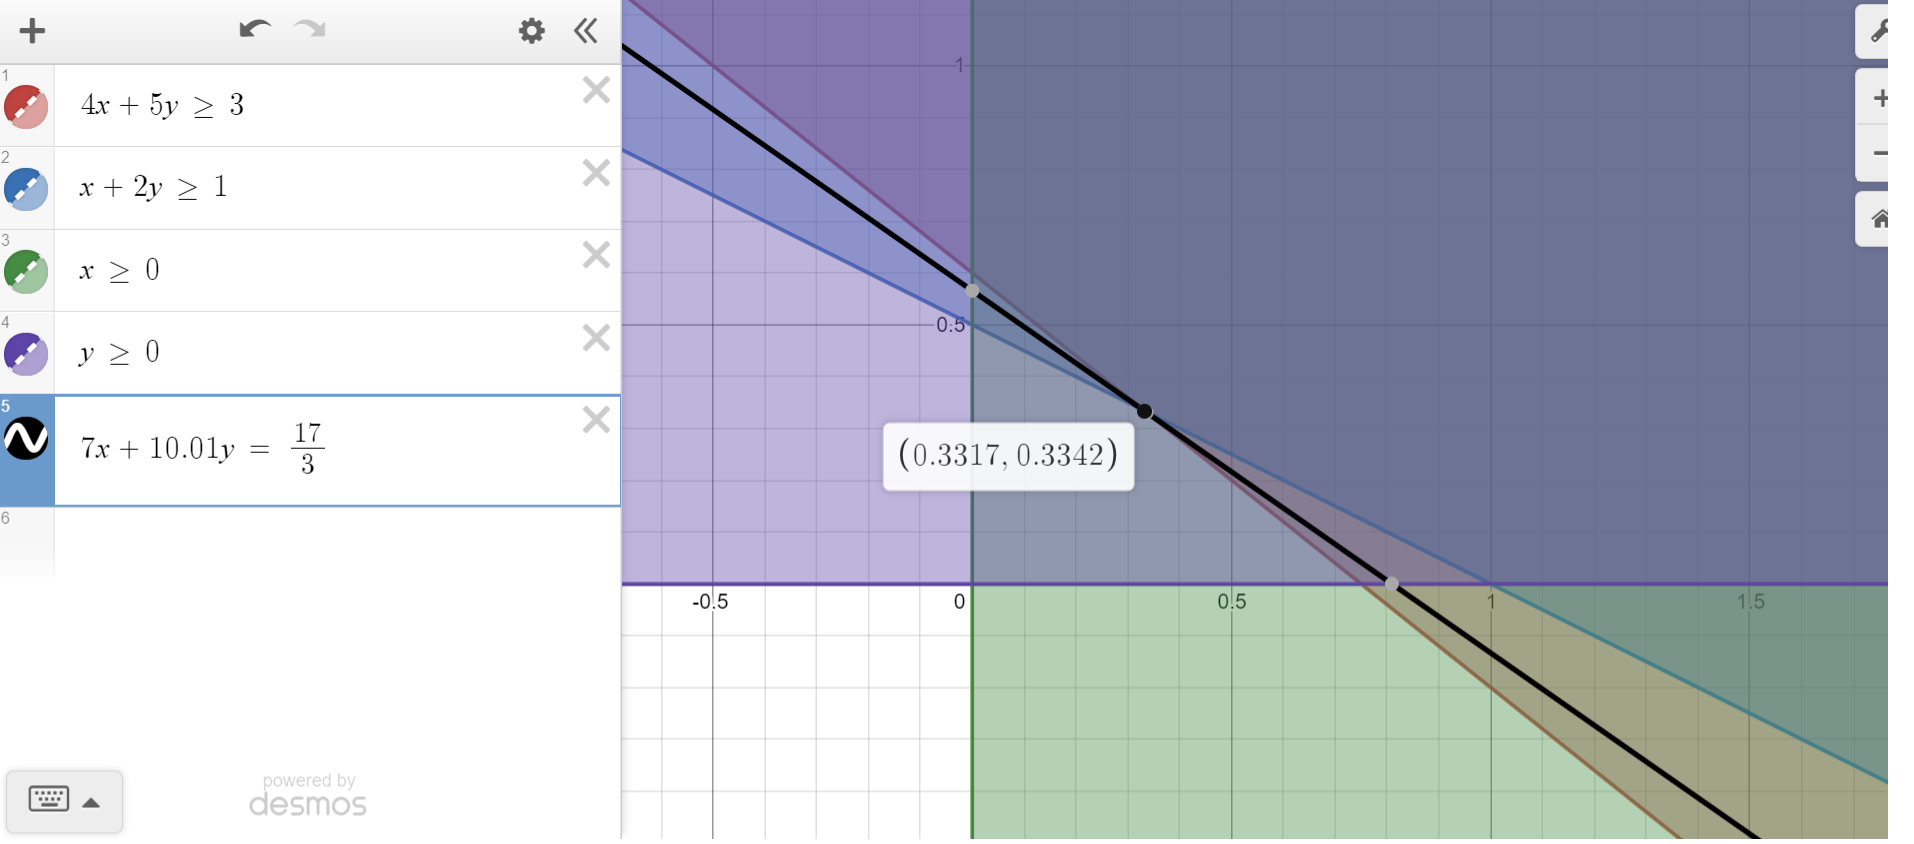 1
4x + 5y ≥ 3
2
x + 2y ≥ 1
3
x ≥ 0
4
y ≥ 0
5
7x + 10.01y = 17/3
6
powered by
desmos
1
0.5
(0.3317, 0.3342)
-0.5 0 0.5 1 1.5